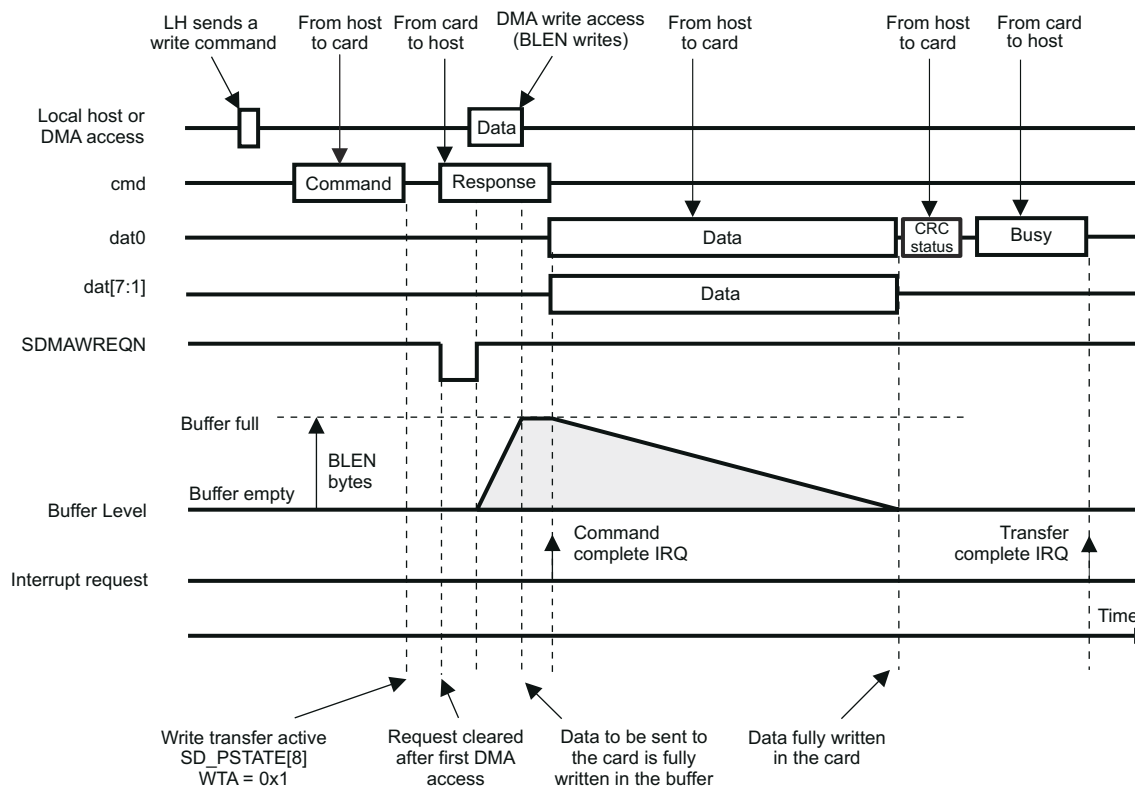 LH sends a
write command
From host
to card
From card
to host
DMA write access
(BLEN writes)
From host
to card
From host
to card
From card
to host
Local host or
DMA access
Data
cmd
Command
Response
dat0
Data
CRC
status
Busy
dat[7:1]
Data
SDMAWREQN
Buffer full
BLEN
bytes
Buffer empty
Buffer Level
Command
complete IRQ
Transfer
complete IRQ
Interrupt request
Time
Write transfer active
SD_PSTATE[8]
WTA = 0x1
Request cleared
after first DMA
access
Data to be sent to
the card is fully
written in the buffer
Data fully written
in the card